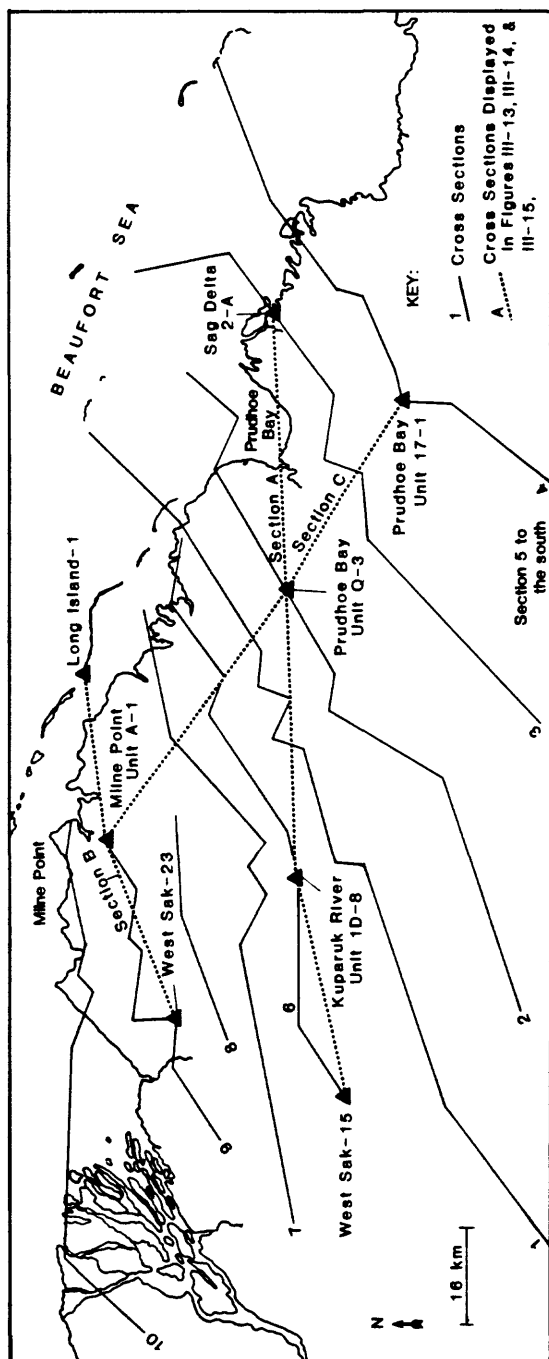 BEAUFORT SEA
Long Island-1
Milne Point
Milne Point
Unit A-1
Section B
West Sak-23
Sag Delta
2-A
Prudhoe
Bay
Section A
Section C
Prudhoe Bay
Unit Q-3
Prudhoe Bay
Unit 17-1
Kuparuk River
Unit 1D-8
West Sak-15
10
9
8
7
6
2
Section 5 to
the south
KEY:
1 Cross Sections
A Cross Sections Displayed
In Figures III-13, III-14, &
III-15,
N
16 km